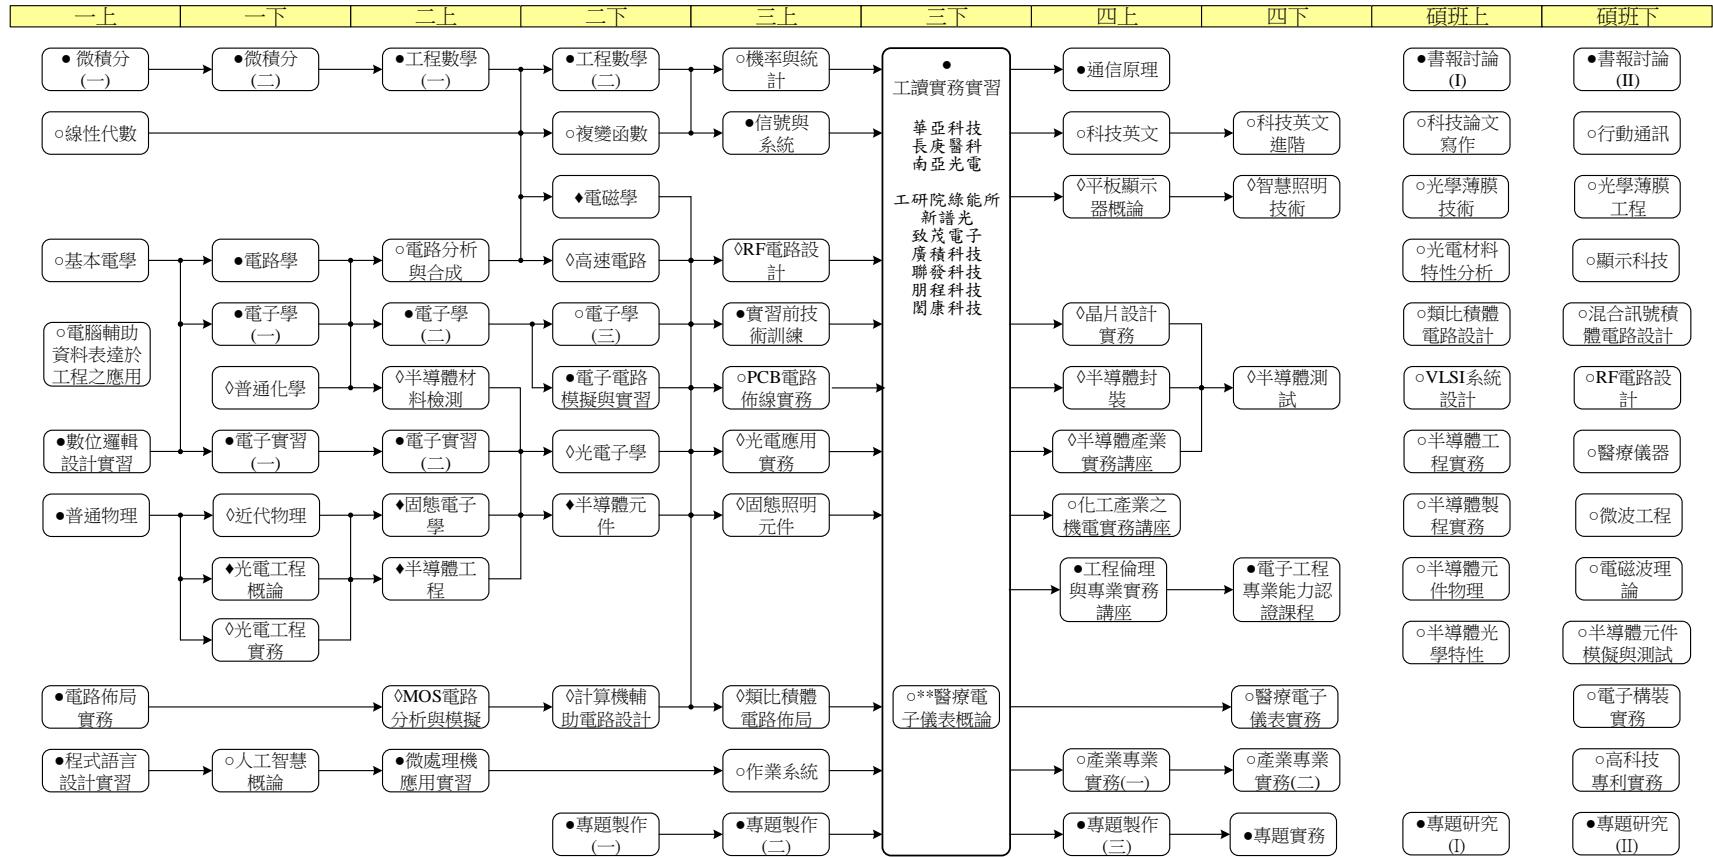 一上
一下
二上
二下
三上
三下
四上
四下
碩班上
碩班下
●微積分
(一)
○線性代數
○基本電學
○電腦輔助
資料表達於
工程之應用
●數位邏輯
設計實習
●普通物理
●電路佈局
實務
●程式語言
設計實習
●微積分
(二)
●電路學
●電子學
(一)
◊普通化學
●電子實習
(一)
◊近代物理
♦光電工程
概論
◊光電工程
實務
○人工智慧
概論
●工程數學
(一)
○電路分析
與合成
●電子學
(二)
◊半導體材
料檢測
●電子實習
(二)
♦固態電子
學
♦半導體工
程
◊MOS電路
分析與模擬
●微處理機
應用實習
●工程數學
(二)
○複變函數
♦電磁學
◊高速電路
○電子學
(三)
●電子電路
模擬與實習
◊光電子學
♦半導體元
件
◊計算機輔
助電路設計
●專題製作
(一)
○機率與統
計
●信號與
系統
◊RF電路設
計
●實習前技
術訓練
○PCB電路
佈線實務
◊光電應用
實務
◊固態照明
元件
◊類比積體
電路佈局
○作業系統
●專題製作
(二)
●
工讀實務實習
華亞科技
長庚醫科
南亞光電
工研院綠能所
新譜光
致茂電子
廣積科技
聯發科技
朋程科技
閎康科技
○**醫療電
子儀表概論
●通信原理
○科技英文
◊平板顯示
器概論
◊晶片設計
實務
◊半導體封
裝
◊半導體產業
實務講座
○化工產業之
機電實務講座
●工程倫理
與專業實務
講座
○產業專業
實務(一)
●專題製作
(三)
○科技英文
進階
◊智慧照明
技術
◊半導體測
試
●電子工程
專業能力認
證課程
○醫療電子
儀表實務
○產業專業
實務(二)
●專題實務
●書報討論
(I)
○科技論文
寫作
○光學薄膜
技術
○光電材料
特性分析
○類比積體
電路設計
○VLSI系統
設計
○半導體工
程實務
○半導體製
程實務
○半導體元
件物理
○半導體光
學特性
●專題研究
(I)
●書報討論
(II)
○行動通訊
○光學薄膜
工程
○顯示科技
○混合訊號積
體電路設計
○RF電路設
計
○醫療儀器
○微波工程
○電磁波理
論
○半導體元件
模儗與測試
○電子構裝
實務
○高科技
專利實務
●專題研究
(II)